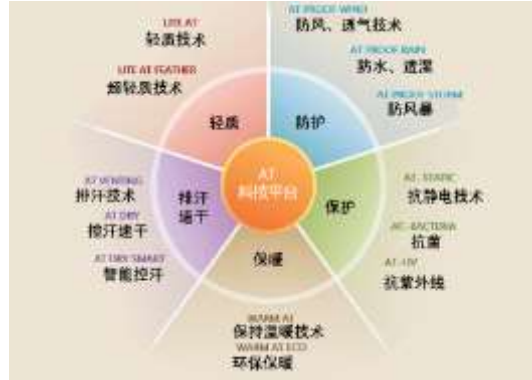 LITE AT
轻质技术
LITE AT FEATHER
超轻质技术
AT PROOF WIND
防风、透气技术
AT PROOF RAIN
防水、透湿
AT PROOF STORM
防风暴
轻质
防护
AT
科技平台
排汗
速干
保护
保暖
AT VENTING
排汗技术
AT DRY
排汗速干
AT DRY SMART
智能控汗
AT- STATIC
抗静电技术
AT- BACTERIA
抗菌
AT -UV
抗紫外线
WARM AT
保持温暖技术
WARM AT ECO
环保保暖